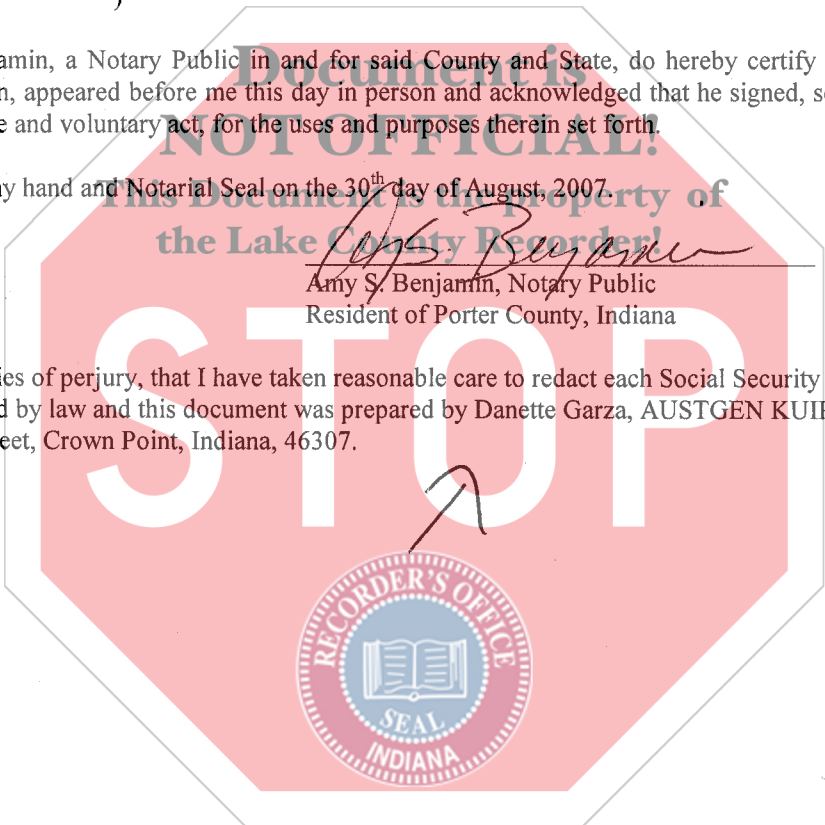 )
amin, a Notary Public in and for said County and State, do hereby certify
n, appeared before me this day in person and acknowledged that he signed, s
e and voluntary act, for the uses and purposes therein set forth.
y hand and Notarial Seal on the 30th day of August, 2007.
Document is
NOT OFFICIAL!
This Document is the property of
the Lake County Recorder!
Amy S. Benjamin
Amy S. Benjamin, Notary Public
Resident of Porter County, Indiana
STOP
ies of perjury, that I have taken reasonable care to redact each Social Security
d by law and this document was prepared by Danette Garza, AUSTGEN KUI
eet, Crown Point, Indiana, 46307.
RECORDER'S OFFICE
SEAL
INDIANA